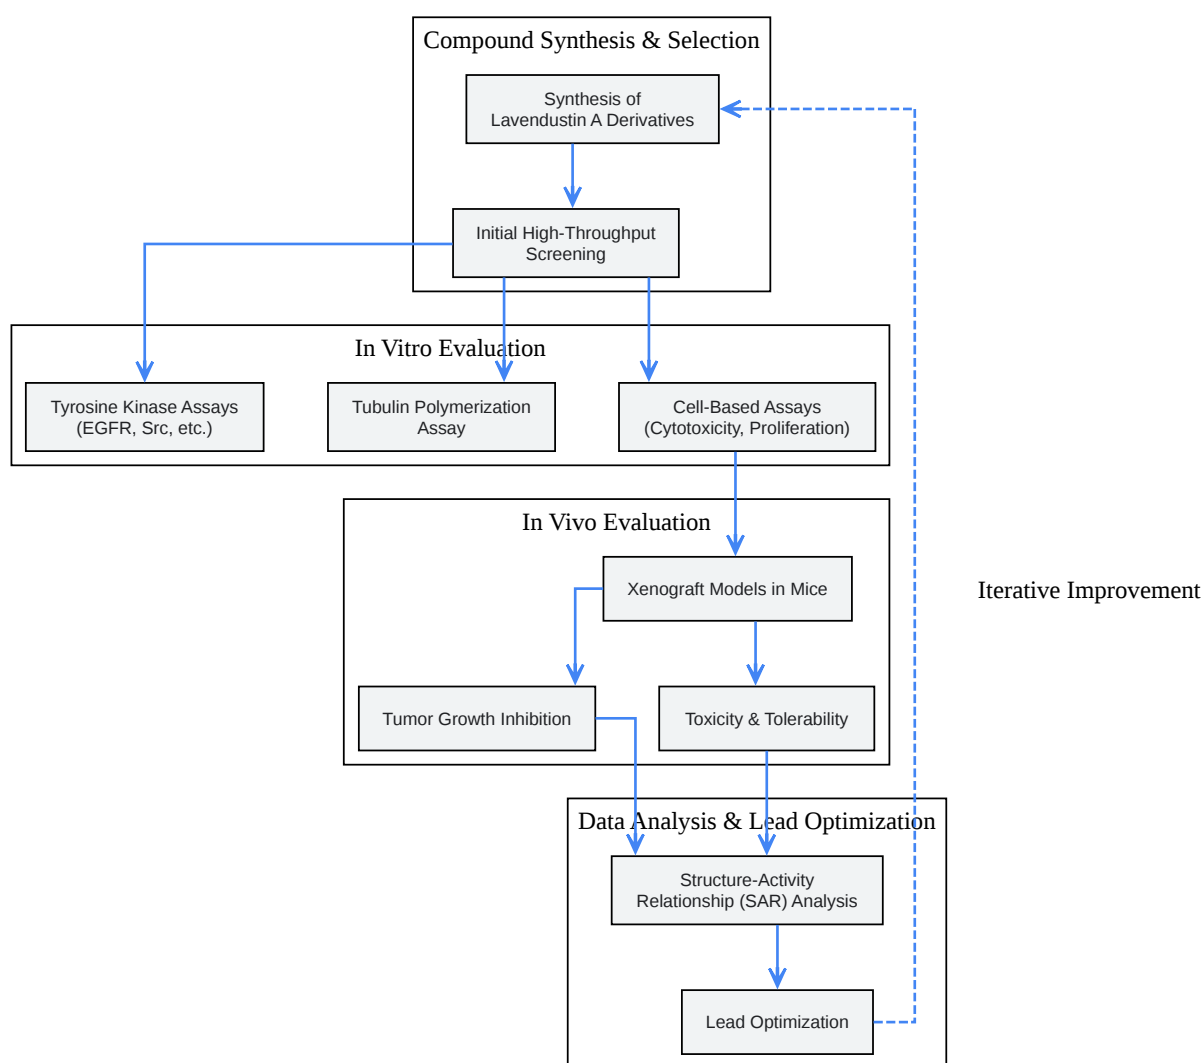 Compound Synthesis & Selection
Synthesis of
Lavendustin A Derivatives
Initial High-Throughput
Screening
In Vitro Evaluation
Tyrosine Kinase Assays
(EGFR, Src, etc.)
Tubulin Polymerization
Assay
Cell-Based Assays
(Cytotoxicity, Proliferation)
In Vivo Evaluation
Xenograft Models in Mice
Iterative Improvement
Tumor Growth Inhibition
Toxicity & Tolerability
Data Analysis & Lead Optimization
Structure-Activity
Relationship (SAR) Analysis
Lead Optimization